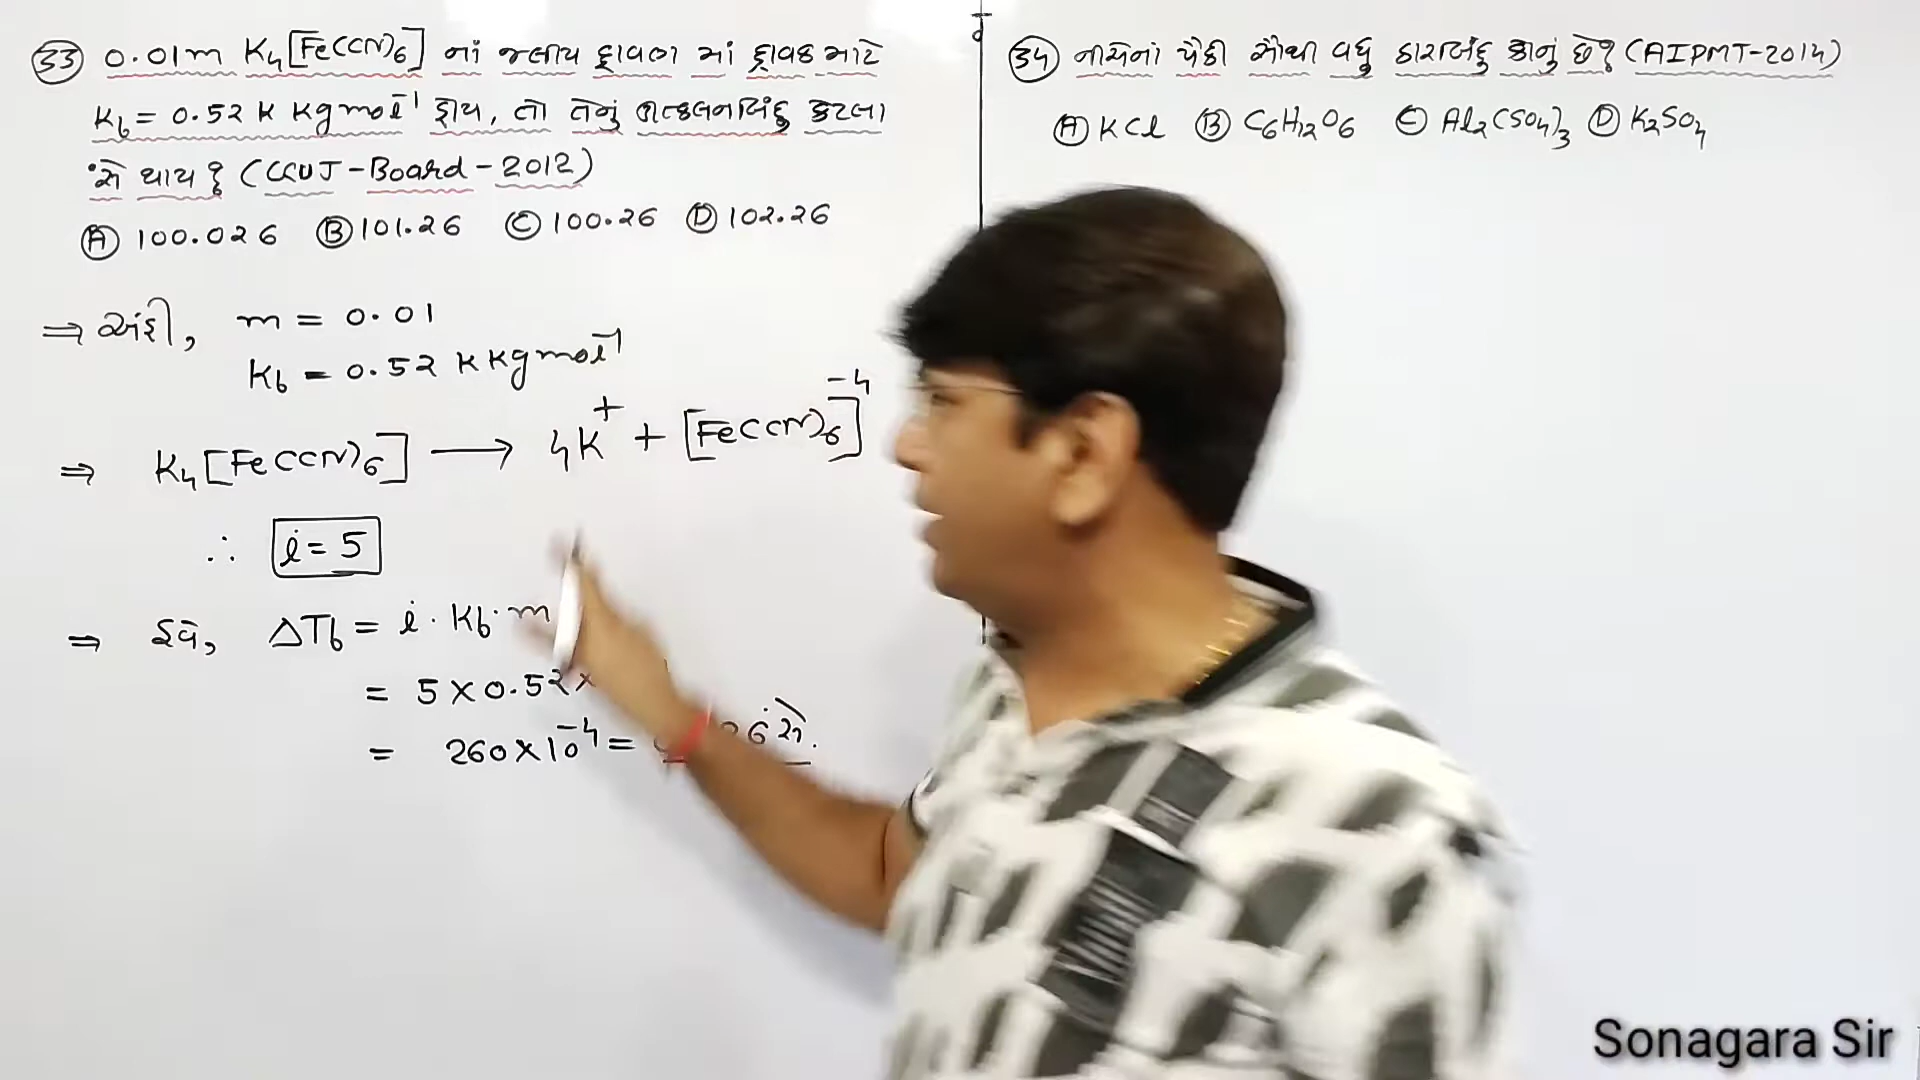 33 0.01m K₄[Fe(CN)₆] નાં જલીય દ્રાવણ માં દ્રાવક માટે
Kb = 0.52 K Kg mol⁻¹ હોય, તો તેનું ઉત્કલનબિંદુ કેટલા
°સે થાય ? (GUJ-Board-2012)
A 100.026 B 101.26 C 100.26 D 102.26
⇒ અહીં, m = 0.01
Kb = 0.52 K Kg mol⁻¹
⇒ K₄[Fe(CN)₆] ⟶ 4K⁺ + [Fe(CN)₆]⁻⁴
∴ i = 5
⇒ હવે, ΔTb = i · Kb · m
= 5 × 0.52 ×
= 260 × 10⁻⁴ = 26 °સે.
34 નીચેનાં પૈકી સૌથી વધુ ઠારબિંદુ કોનું છે ? (AIPMT-2014)
A KCl B C₆H₁₂O₆ C Al₂(SO₄)₃ D K₂SO₄
Sonagara Sir